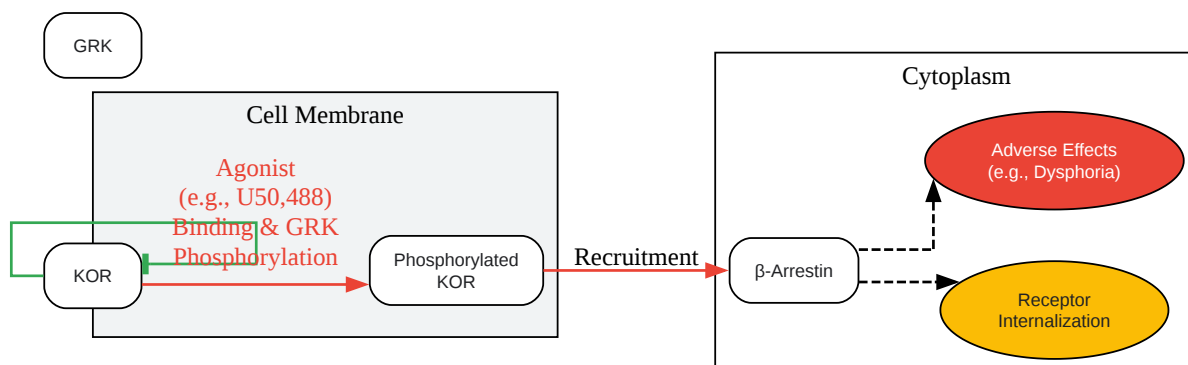 GRK
Cell Membrane
Agonist
(e.g., U50,488)
Binding & GRK
Phosphorylation
KOR
Phosphorylated
KOR
Recruitment
Cytoplasm
β-Arrestin
Adverse Effects
(e.g., Dysphoria)
Receptor
Internalization